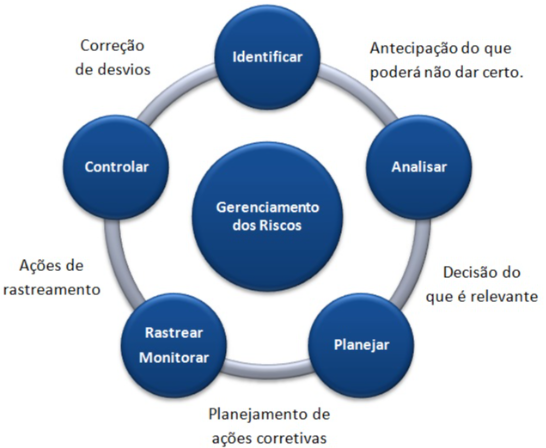 Identificar
Antecipação do que
poderá não dar certo.
Analisar
Decisão do
que é relevante
Planejar
Planejamento de
ações corretivas
Rastrear
Monitorar
Ações de
rastreamento
Controlar
Correção
de desvios
Gerenciamento
dos Riscos